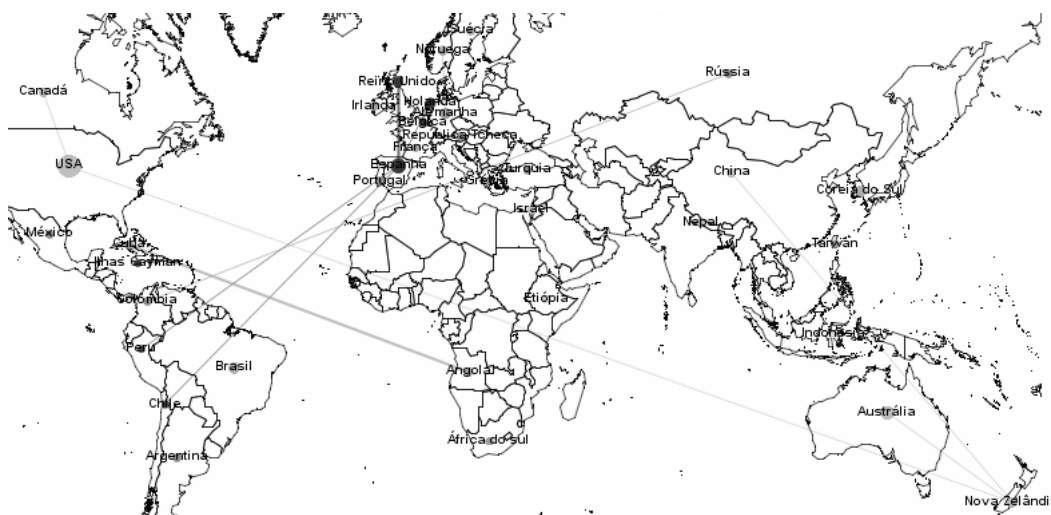 Suécia
Noruega
Rússia
Reino Unido
Canadá
Irlanda
Holanda
Alemanha
Bélgica
República Tcheca
França
USA
Espanha
Turquia
China
Portugal
Grécia
Coreia do Sul
Israel
Nepal
México
Cuba
Taiwan
Ilhas Cayman
Colômbia
Etiópia
Indonésia
Peru
Brasil
Angola
Chile
Austrália
África do sul
Argentina
Nova Zelândi